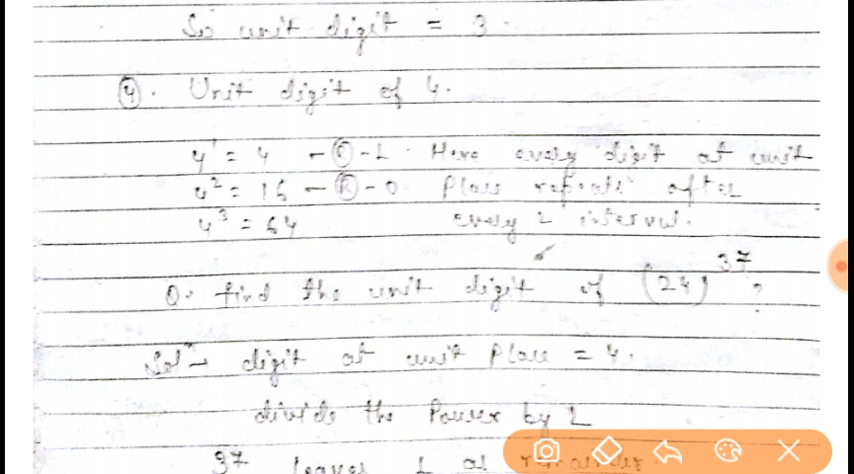 So unit digit = 3.
④. Unit digit of 4.
4¹ = 4 - Ⓡ - 1. Here every digit at unit
4² = 16 - Ⓡ - 0 place repeats after
4³ = 64 every 2 interval.
Q. find the unit digit of (24)³⁷?
Solⁿ → digit at unit place = 4.
divide the Power by 2
37 leaves 1 as remainder